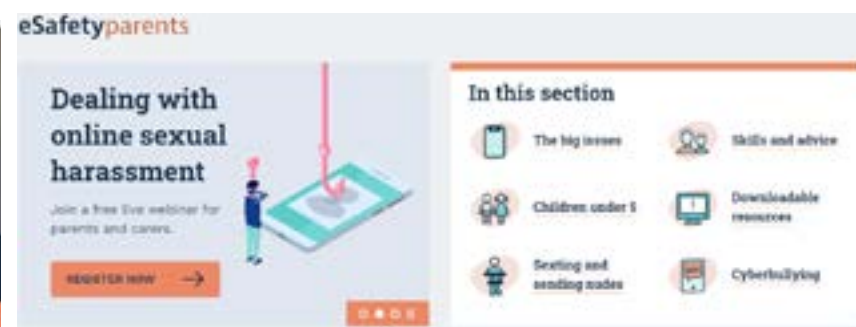 eSafetyparents
Dealing with
online sexual
harassment
Join a free live webinar for
parents and carers.
REGISTER NOW
In this section
The big issues
Skills and advice
Children under 5
Downloadable
resources
Sexting and
sending nudes
Cyberbullying